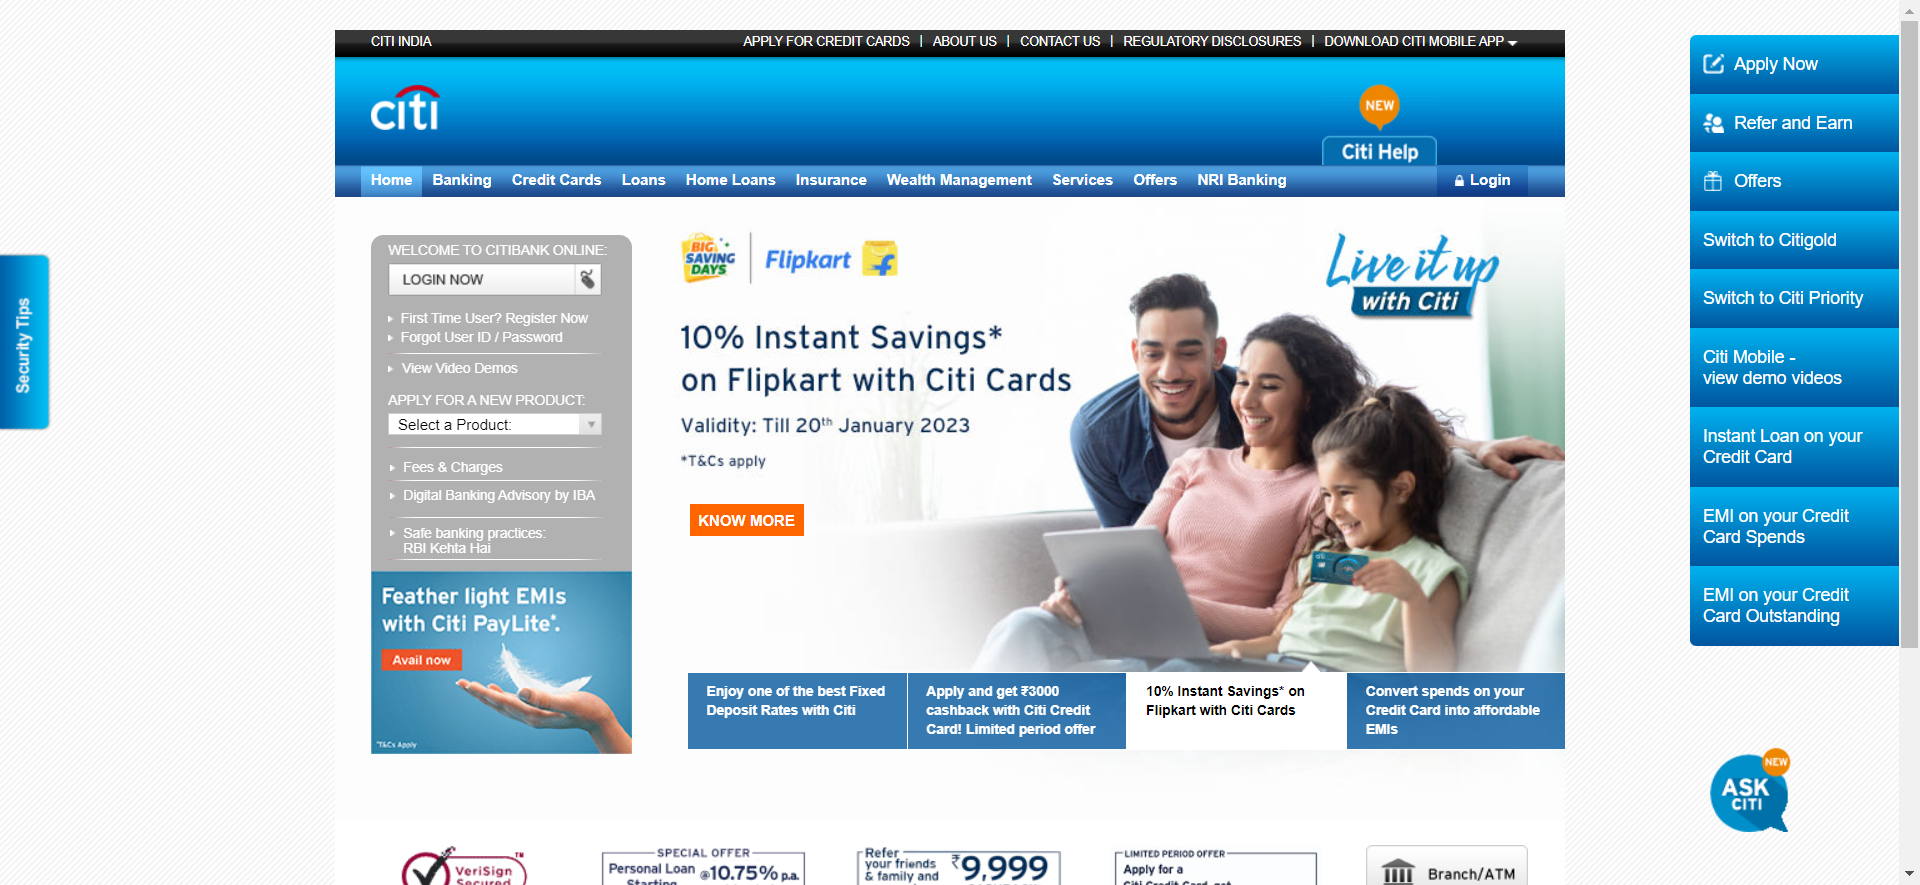 CITI INDIA
APPLY FOR CREDIT CARDS | ABOUT US | CONTACT US | REGULATORY DISCLOSURES | DOWNLOAD CITI MOBILE APP
citi
NEW
Citi Help
Home Banking Credit Cards Loans Home Loans Insurance Wealth Management Services Offers NRI Banking Login
Security Tips
WELCOME TO CITIBANK ONLINE:
LOGIN NOW
First Time User? Register Now
Forgot User ID / Password
View Video Demos
APPLY FOR A NEW PRODUCT:
Select a Product:
Fees & Charges
Digital Banking Advisory by IBA
Safe banking practices:
RBI Kehta Hai
Feather light EMIs
with Citi PayLite*.
Avail now
*T&Cs Apply
BIG
SAVING
DAYS
Flipkart
Live it up
with Citi
10% Instant Savings*
on Flipkart with Citi Cards
Validity: Till 20th January 2023
*T&Cs apply
KNOW MORE
Enjoy one of the best Fixed
Deposit Rates with Citi
Apply and get ₹3000
cashback with Citi Credit
Card! Limited period offer
10% Instant Savings* on
Flipkart with Citi Cards
Convert spends on your
Credit Card into affordable
EMIs
Apply Now
Refer and Earn
Offers
Switch to Citigold
Switch to Citi Priority
Citi Mobile -
view demo videos
Instant Loan on your
Credit Card
EMI on your Credit
Card Spends
EMI on your Credit
Card Outstanding
NEW
ASK
CITI
VeriSign
Secured
SPECIAL OFFER
Personal Loan @10.75% p.a.
Starting
Refer
your friends
& family and
₹9,999
LIMITED PERIOD OFFER
Apply for a
Citi Credit Card, get
Branch/ATM